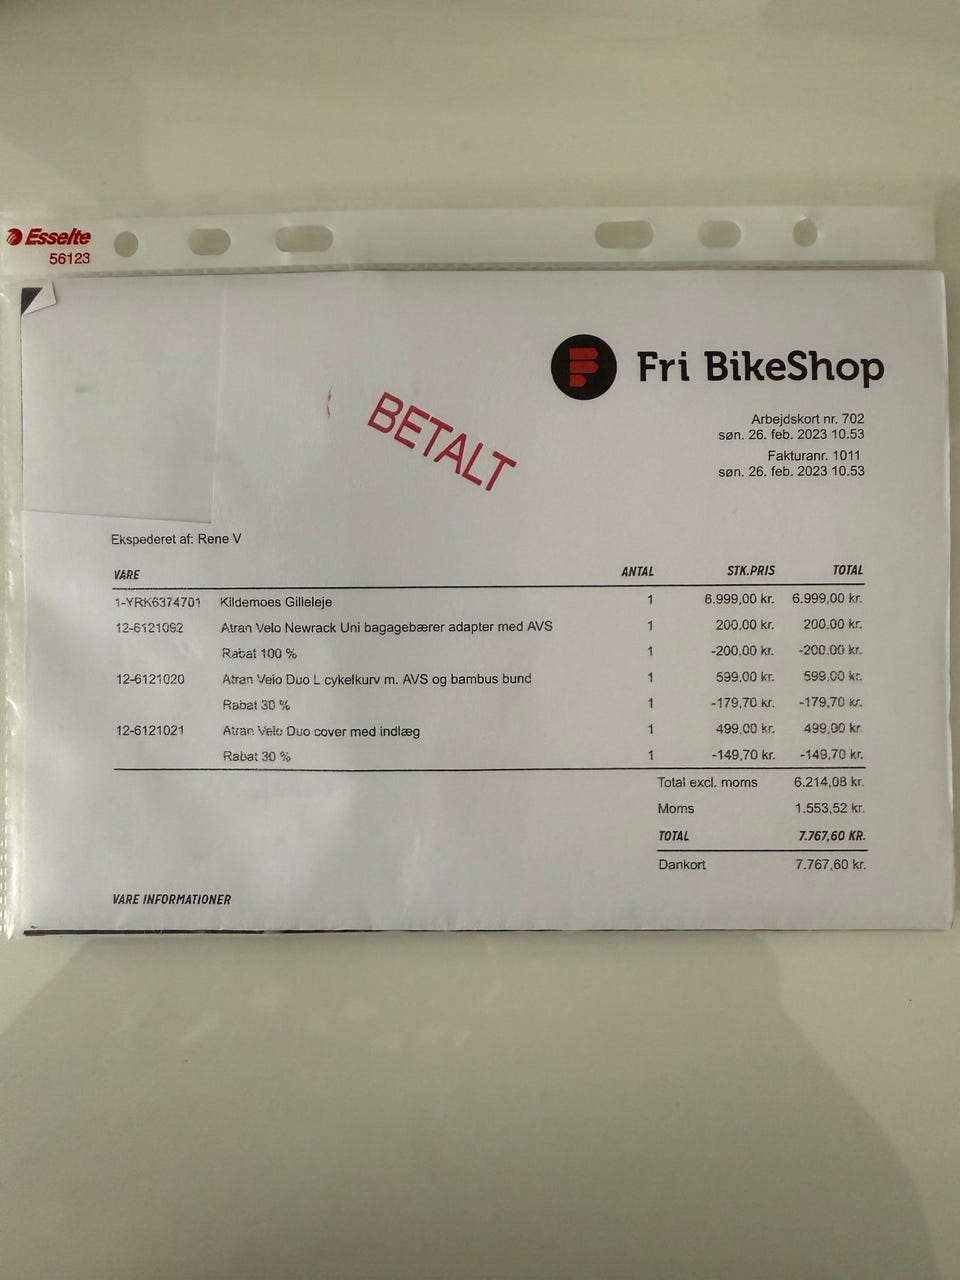 Esselte
56123
Fri BikeShop
BETALT
Arbejdskort nr. 702
søn. 26. feb. 2023 10.53
Fakturanr. 1011
søn. 26. feb. 2023 10.53
Ekspederet af: Rene V
VARE ANTAL STK.PRIS TOTAL
1-YRK6374701 Kildemoes Gilleleje 1 6.999,00 kr. 6.999,00 kr.
12-6121092 Atran Velo Newrack Uni bagagebærer adapter med AVS 1 200,00 kr. 200,00 kr.
Rabat 100 % 1 -200,00 kr. -200,00 kr.
12-6121020 Atran Velo Duo L cykelkurv m. AVS og bambus bund 1 599,00 kr. 599,00 kr.
Rabat 30 % 1 -179,70 kr. -179,70 kr.
12-6121021 Atran Velo Duo cover med indlæg 1 499,00 kr. 499,00 kr.
Rabat 30 % 1 -149,70 kr. -149,70 kr.
Total excl. moms 6.214,08 kr.
Moms 1.553,52 kr.
TOTAL 7.767,60 KR.
Dankort 7.767,60 kr.
VARE INFORMATIONER